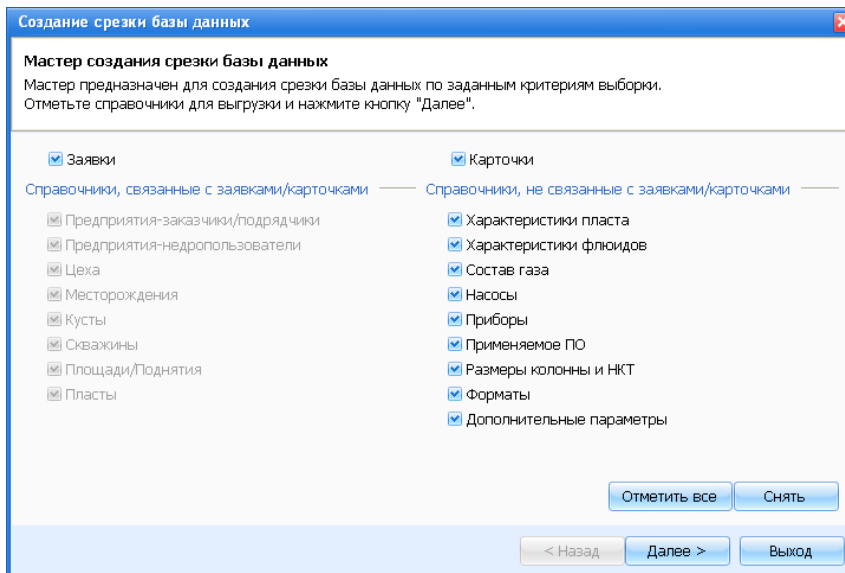 Создание срезки базы данных
Мастер создания срезки базы данных
Мастер предназначен для создания срезки базы данных по заданным критериям выборки.
Отметьте справочники для выгрузки и нажмите кнопку "Далее".
Заявки
Карточки
Справочники, связанные с заявками/карточками
Справочники, не связанные с заявками/карточками
Предприятия-заказчики/подрядчики
Характеристики пласта
Предприятия-недропользователи
Характеристики флюидов
Цеха
Состав газа
Месторождения
Насосы
Кусты
Приборы
Скважины
Применяемое ПО
Площади/Поднятия
Размеры колонны и НКТ
Пласты
Форматы
Дополнительные параметры
Отметить все
Снять
< Назад
Далее >
Выход